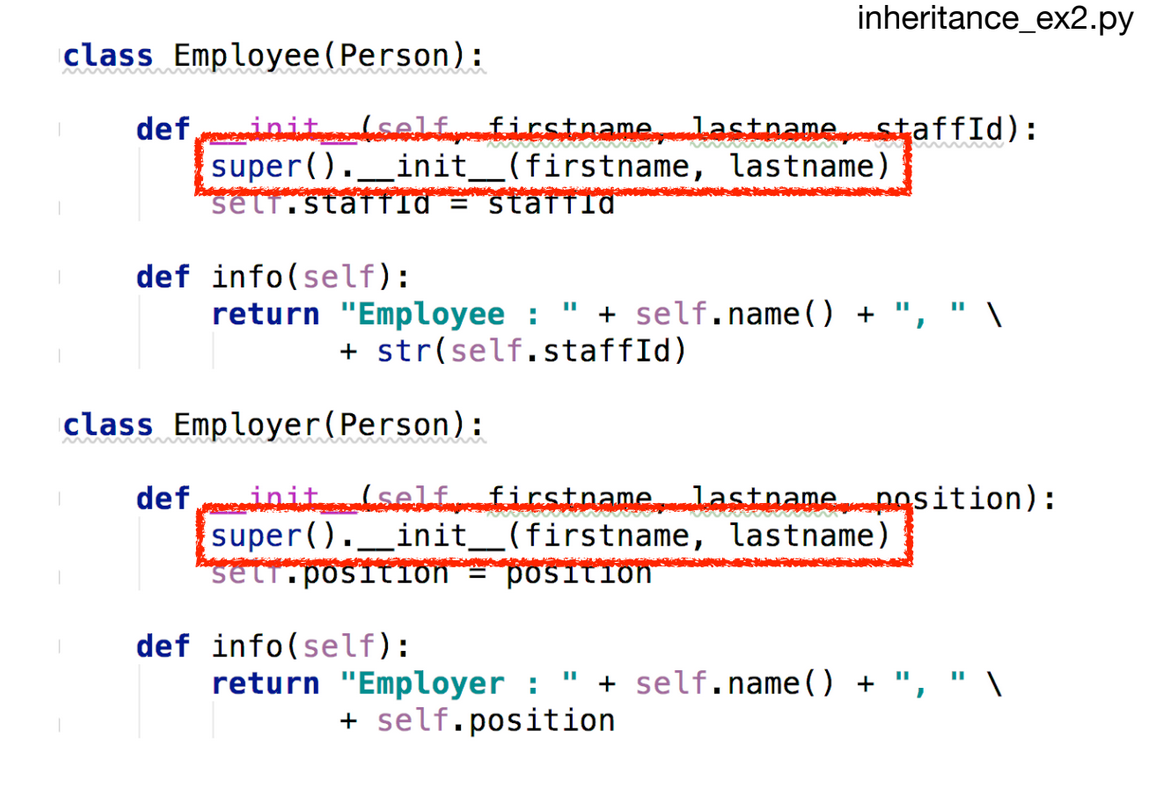 inheritance_ex2.py
class Employee(Person):
def __init__(self, firstname, lastname, staffId):
super().__init__(firstname, lastname)
self.staffId = staffId
def info(self):
return "Employee : " + self.name() + ", " \
+ str(self.staffId)
class Employer(Person):
def __init__(self, firstname, lastname, position):
super().__init__(firstname, lastname)
self.position = position
def info(self):
return "Employer : " + self.name() + ", " \
+ self.position